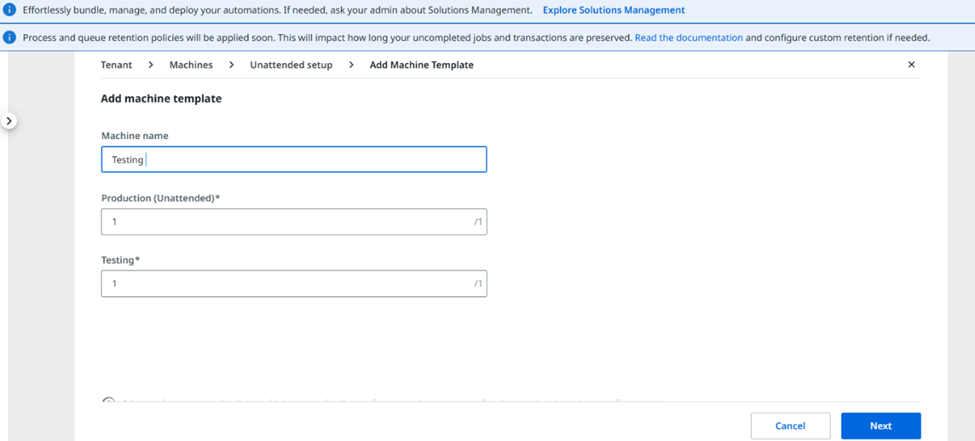 Effortlessly bundle, manage, and deploy your automations. If needed, ask your admin about Solutions Management. Explore Solutions Management
Process and queue retention policies will be applied soon. This will impact how long your uncompleted jobs and transactions are preserved. Read the documentation and configure custom retention if needed.
Tenant > Machines > Unattended setup > Add Machine Template
Add machine template
Machine name
Testing
Production (Unattended)*
1 /1
Testing*
1 /1
Cancel Next